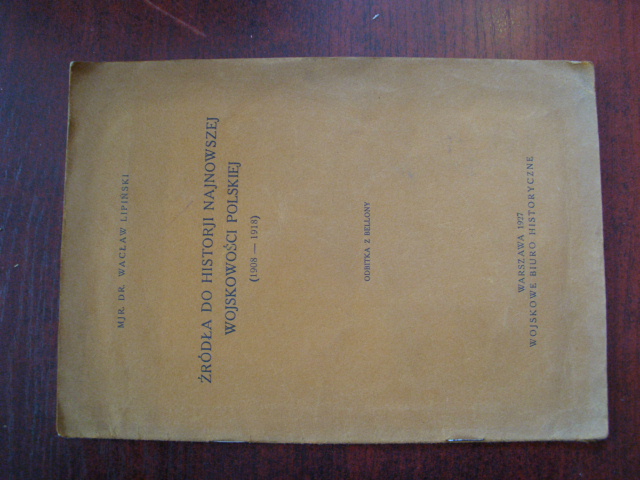 MJR. DR. WACŁAW LIPIŃSKI
ŹRÓDŁA DO HISTORJI NAJNOWSZEJ
WOJSKOWOŚCI POLSKIEJ
(1908 — 1918)
ODBITKA Z BELLONY
WARSZAWA 1927
WOJSKOWE BIURO HISTORYCZNE